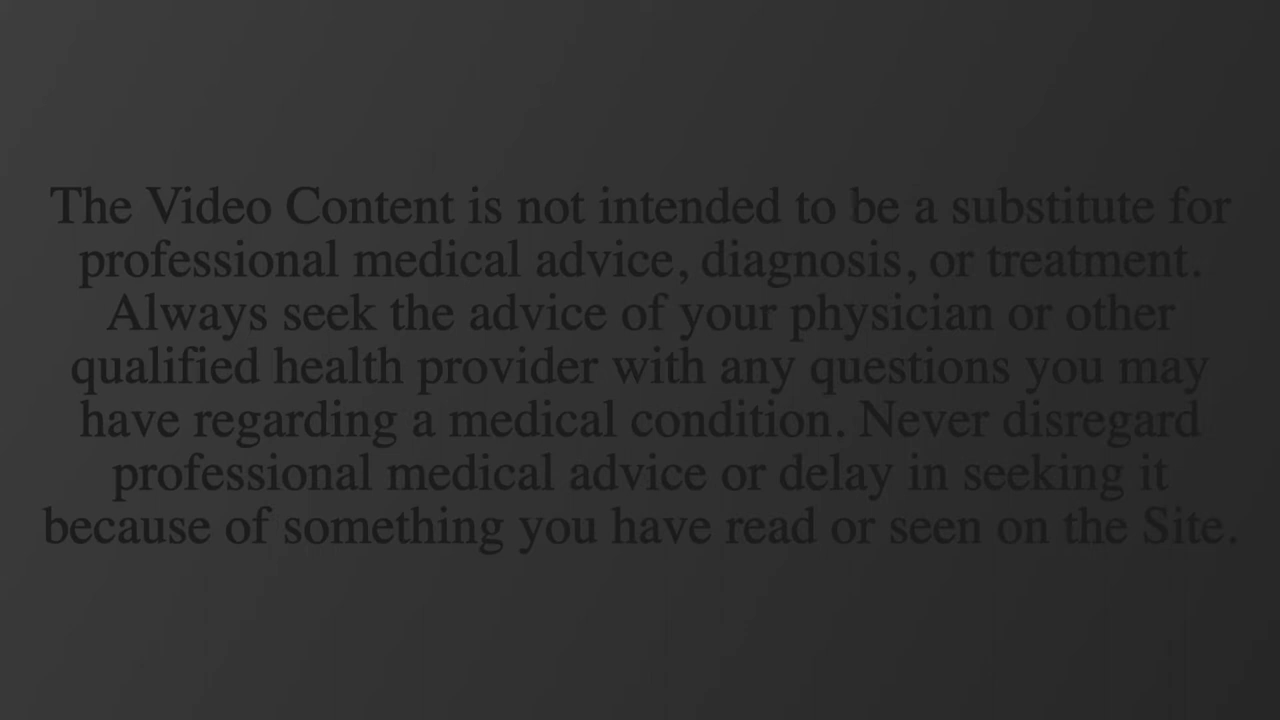 The Video Content is not intended to be a substitute for
professional medical advice, diagnosis, or treatment.
Always seek the advice of your physician or other
qualified health provider with any questions you may
have regarding a medical condition. Never disregard
professional medical advice or delay in seeking it
because of something you have read or seen on the Site.